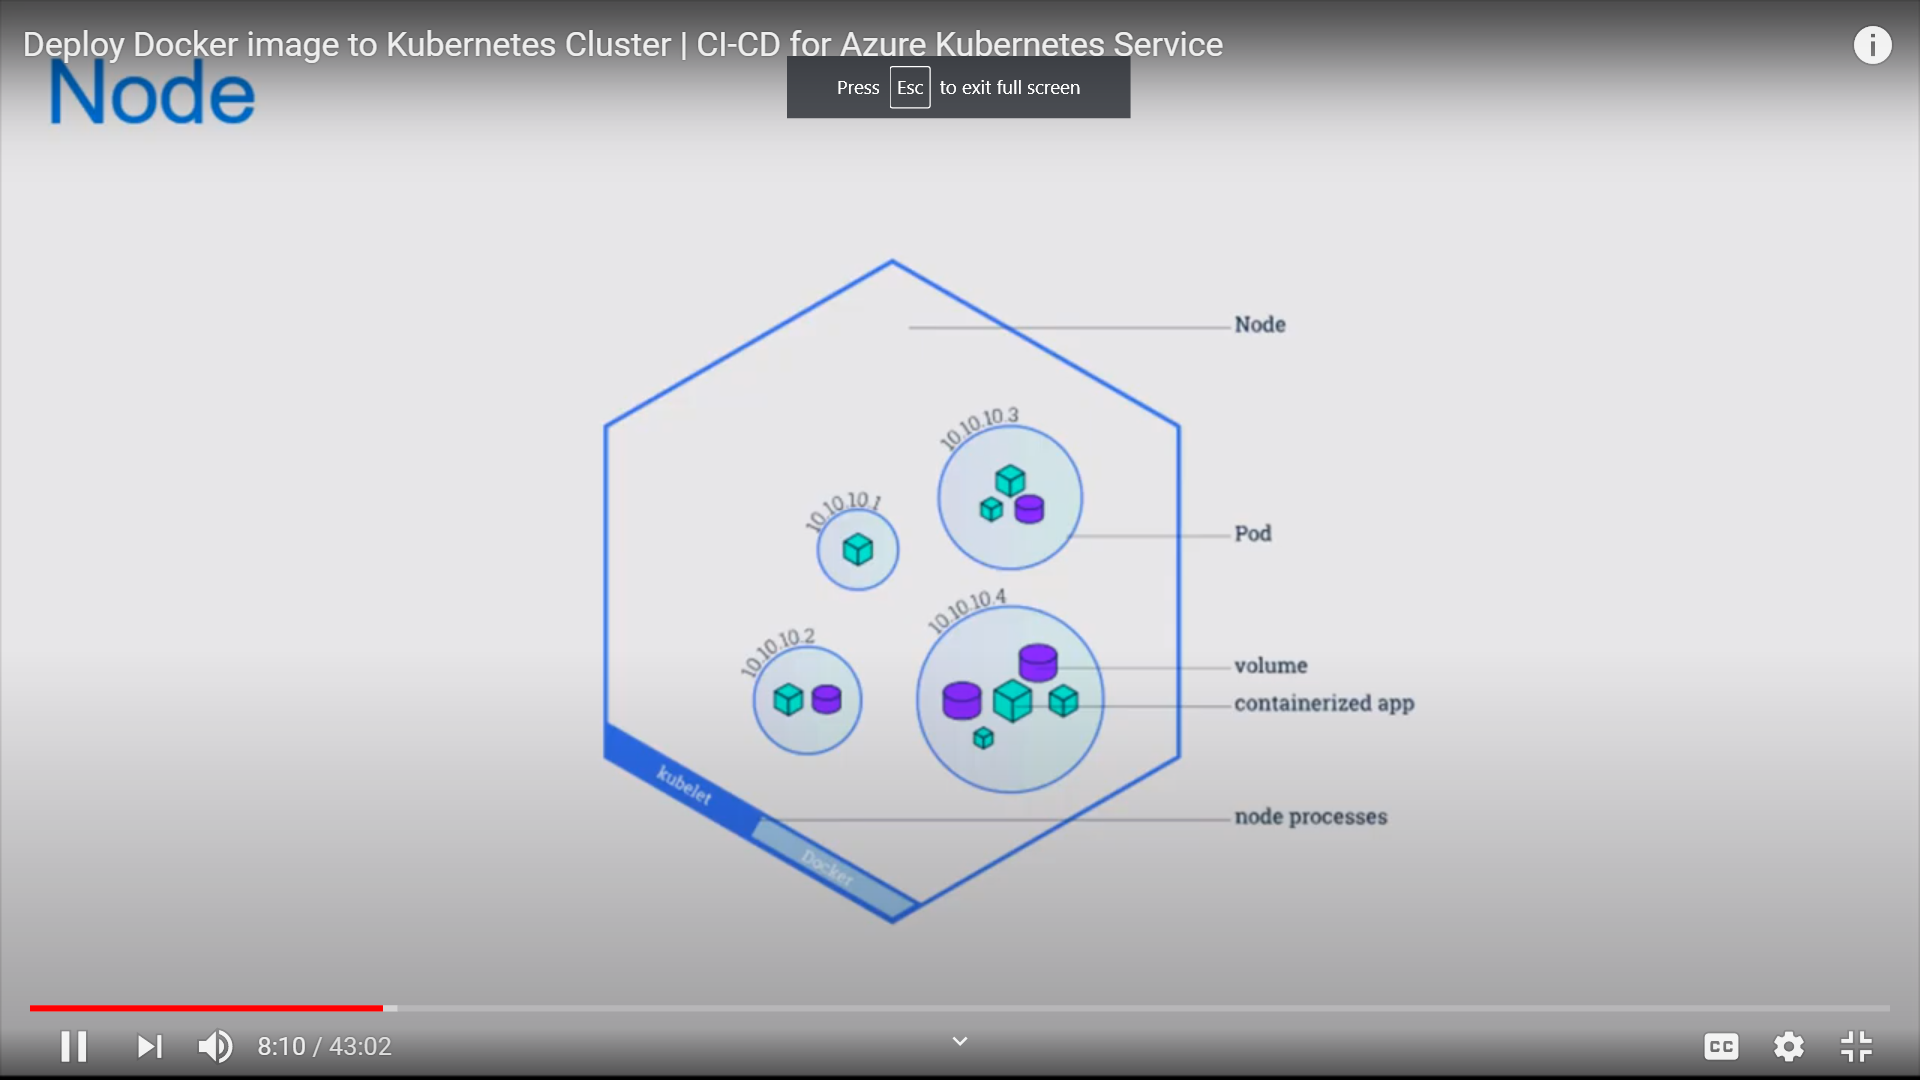 Deploy Docker image to Kubernetes Cluster | CI-CD for Azure Kubernetes Service
i
Press Esc to exit full screen
Node
Node
10.10.10.3
10.10.10.1
Pod
10.10.10.4
10.10.10.2
volume
containerized app
kubelet
node processes
Docker
8:10 / 43:02
CC